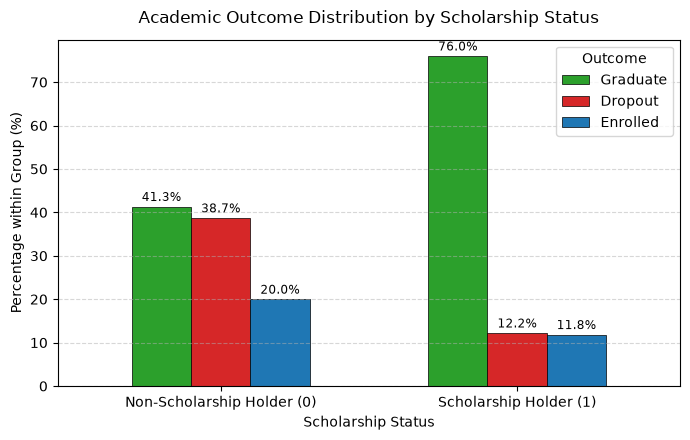 Academic Outcome Distribution by Scholarship Status
Percentage within Group (%)
70
60
50
40
30
20
10
0
41.3%
38.7%
20.0%
76.0%
12.2%
11.8%
Outcome
Graduate
Dropout
Enrolled
Non-Scholarship Holder (0)
Scholarship Holder (1)
Scholarship Status